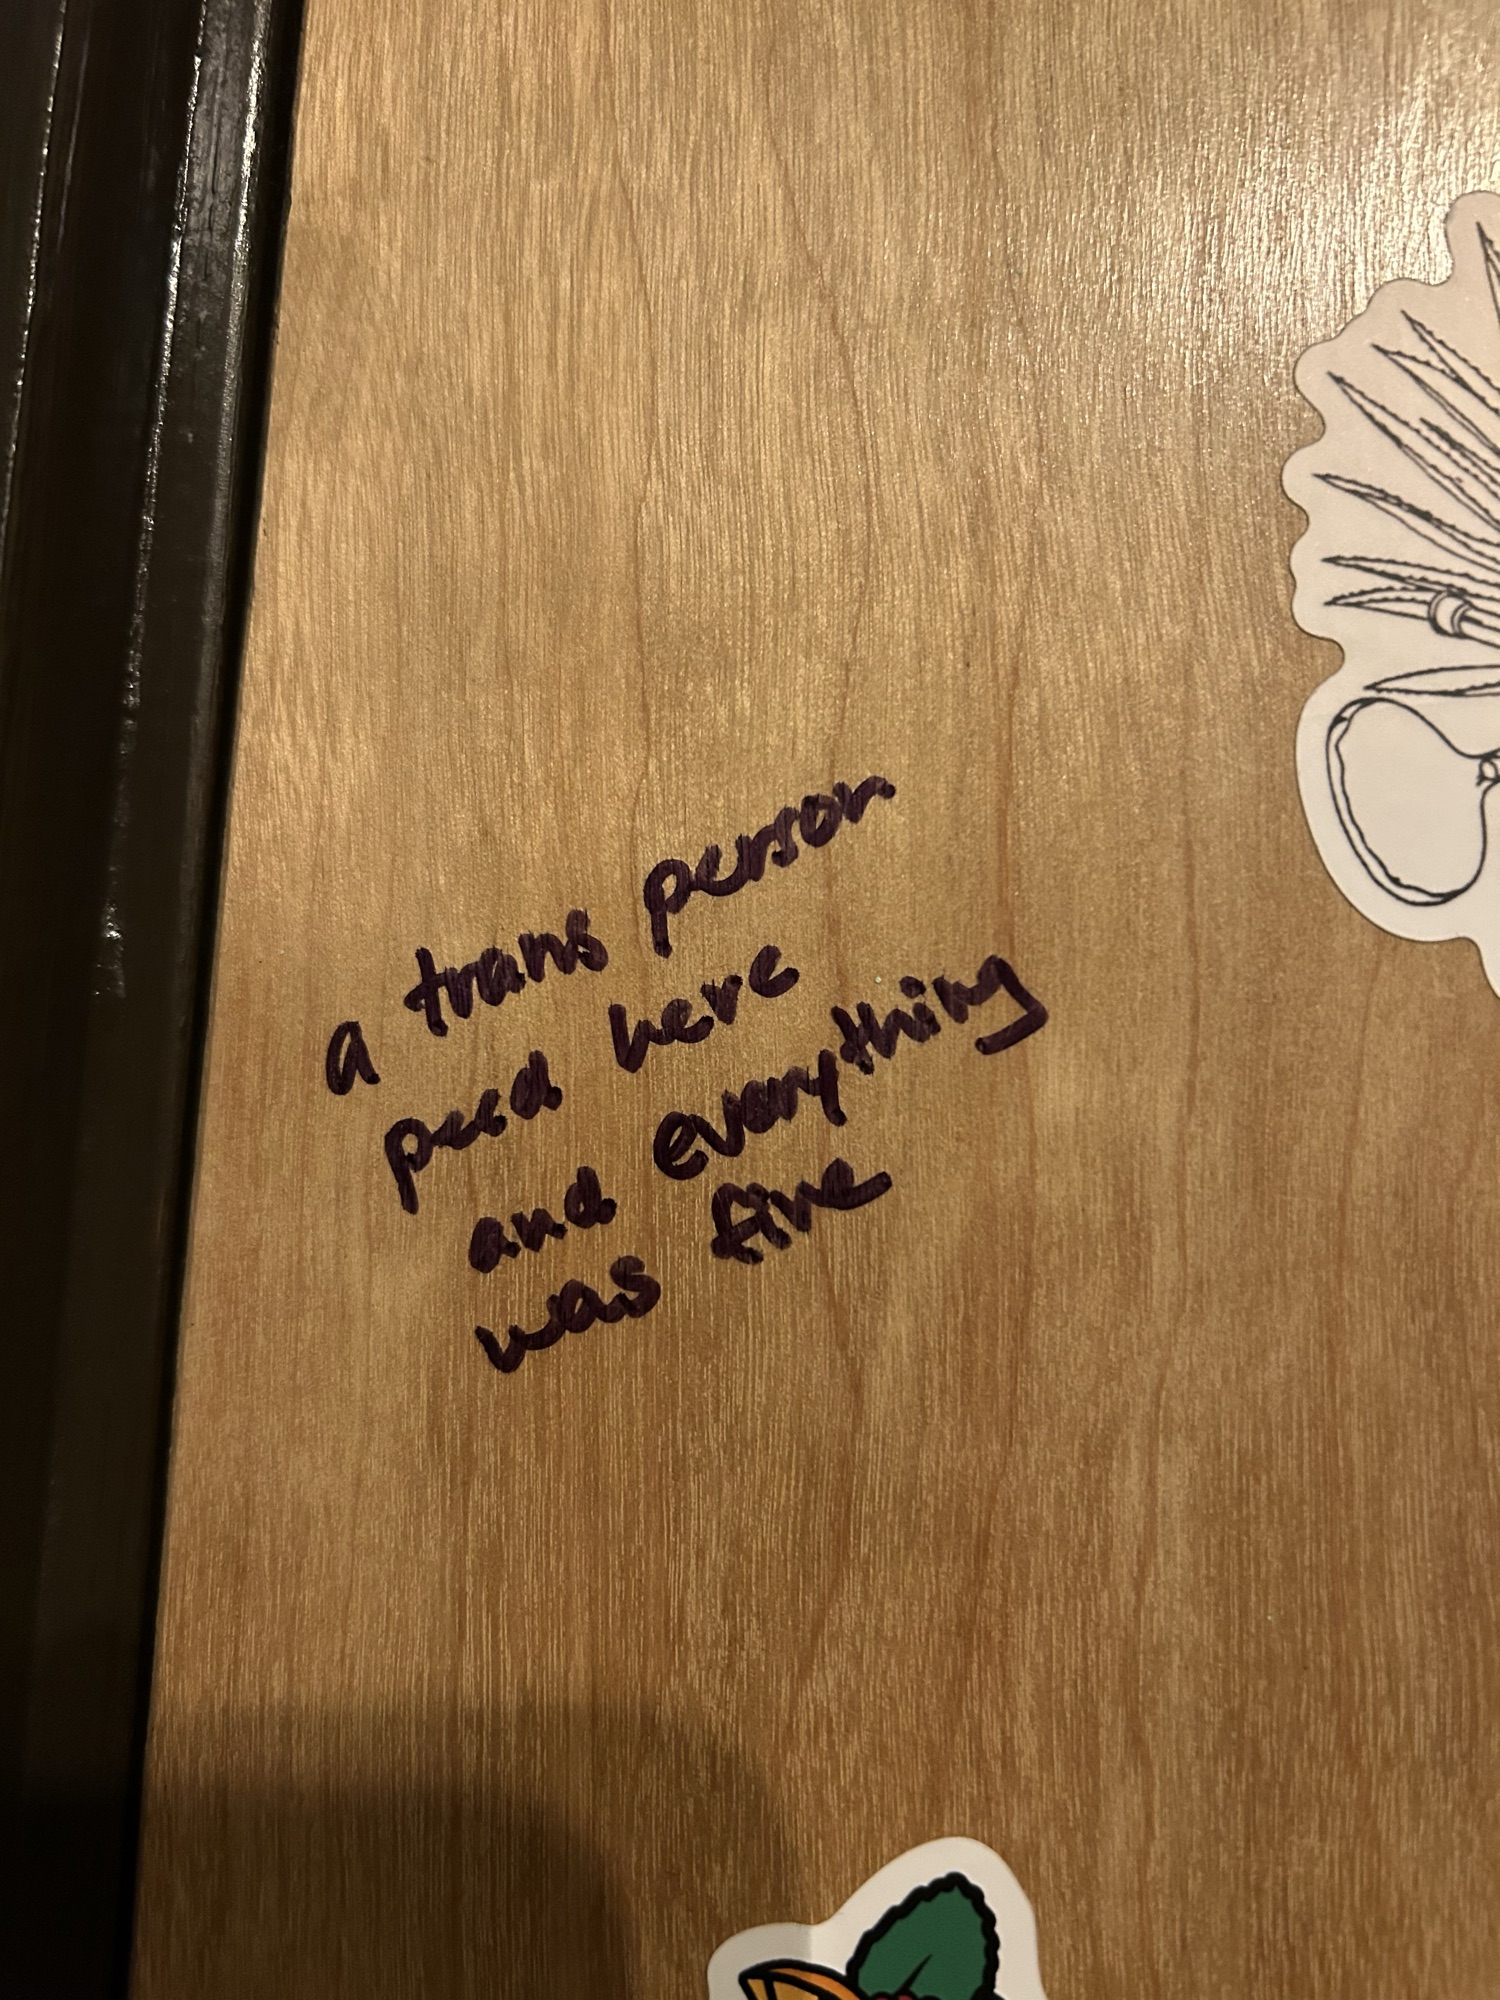 a trans person
peed here
and everything
was fine